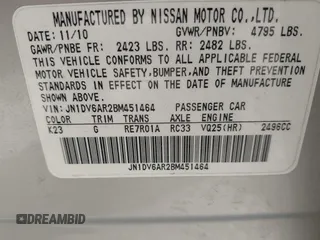 MANUFACTURED BY NISSAN MOTOR CO.,LTD.
DATE: 11/10 GVWR/PNBV: 4795 LBS.
GAWR/PNBE FR: 2423 LBS. RR: 2482 LBS.
THIS VEHICLE CONFORMS TO ALL APPLICABLE FEDERAL
MOTOR VEHICLE SAFETY, BUMPER, AND THEFT PREVENTION
STANDARDS IN EFFECT ON THE DATE OF MANUFACTURE
SHOWN ABOVE.
VIN: JN1DV6AR2BM451464 PASSENGER CAR
COLOR TRIM TRANS AXLE ENGINE
K23 G RE7R01A RC33 VQ25(HR) 2496CC
JN1DV6AR2BM451464
DREAMBID